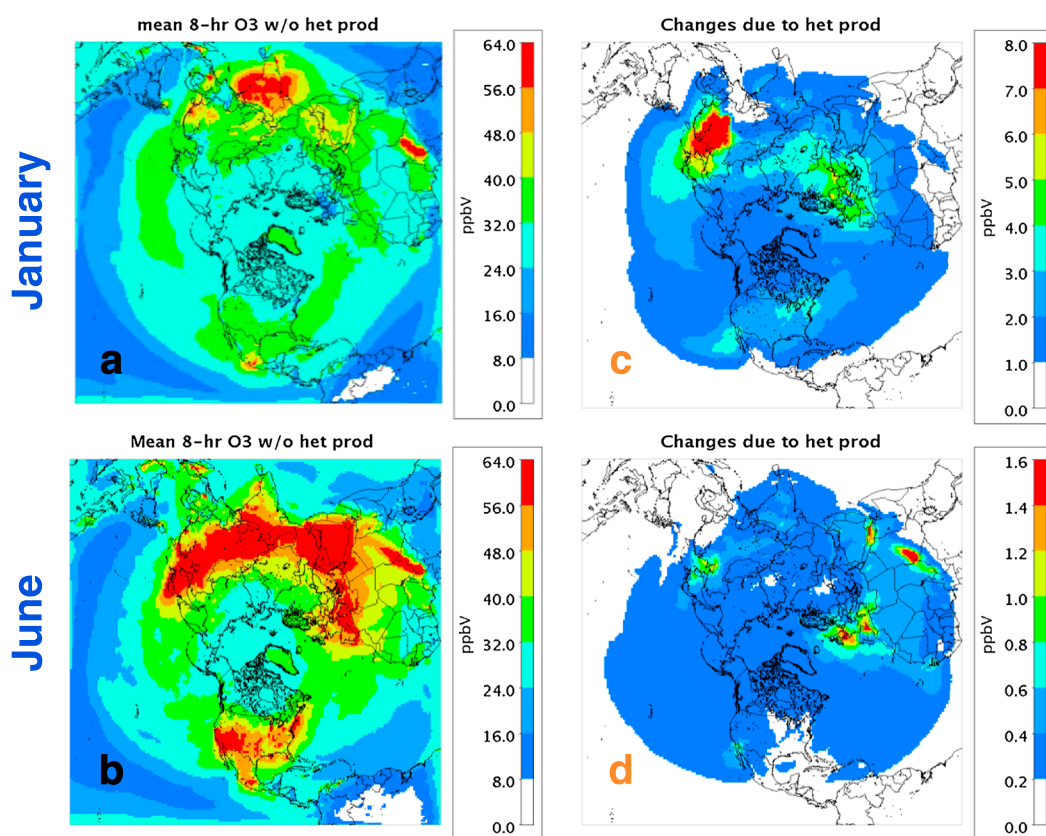 mean 8-hr O3 w/o het prod
Changes due to het prod
January
64.0
56.0
48.0
40.0
32.0
24.0
16.0
8.0
0.0
ppbV
8.0
7.0
6.0
5.0
4.0
3.0
2.0
1.0
0.0
ppbV
a
c
Mean 8-hr O3 w/o het prod
Changes due to het prod
June
64.0
56.0
48.0
40.0
32.0
24.0
16.0
8.0
0.0
ppbV
1.6
1.4
1.2
1.0
0.8
0.6
0.4
0.2
0.0
ppbV
b
d